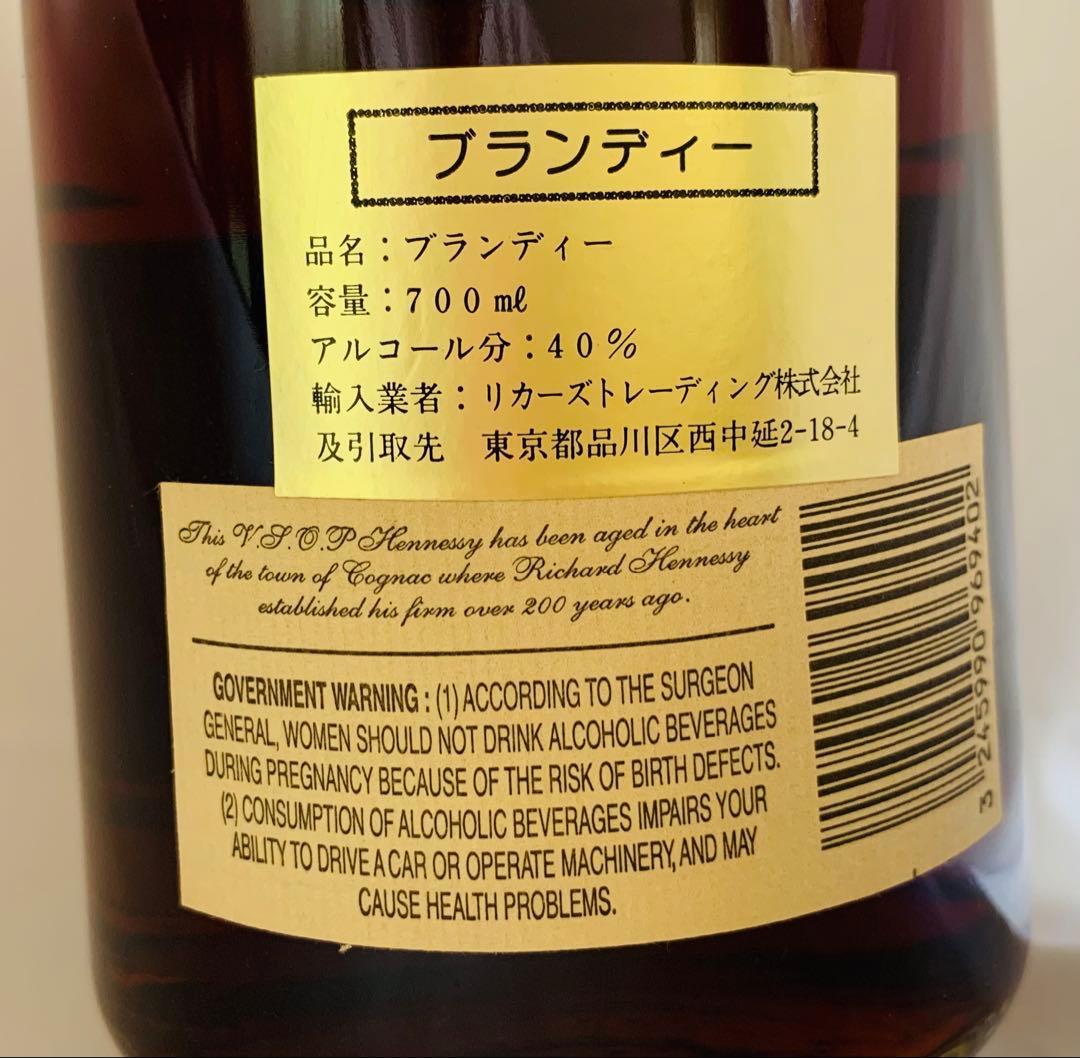 ブランディー
品名：ブランディー
容量：７００㎖
アルコール分：４０％
輸入業者：リカーズトレーディング株式会社
及引取先　東京都品川区西中延2-18-4
This V.S.O.P Hennessy has been aged in the heart
of the town of Cognac where Richard Hennessy
established his firm over 200 years ago.
GOVERNMENT WARNING : (1) ACCORDING TO THE SURGEON
GENERAL, WOMEN SHOULD NOT DRINK ALCOHOLIC BEVERAGES
DURING PREGNANCY BECAUSE OF THE RISK OF BIRTH DEFECTS.
(2) CONSUMPTION OF ALCOHOLIC BEVERAGES IMPAIRS YOUR
ABILITY TO DRIVE A CAR OR OPERATE MACHINERY, AND MAY
CAUSE HEALTH PROBLEMS.
3 245990 969402